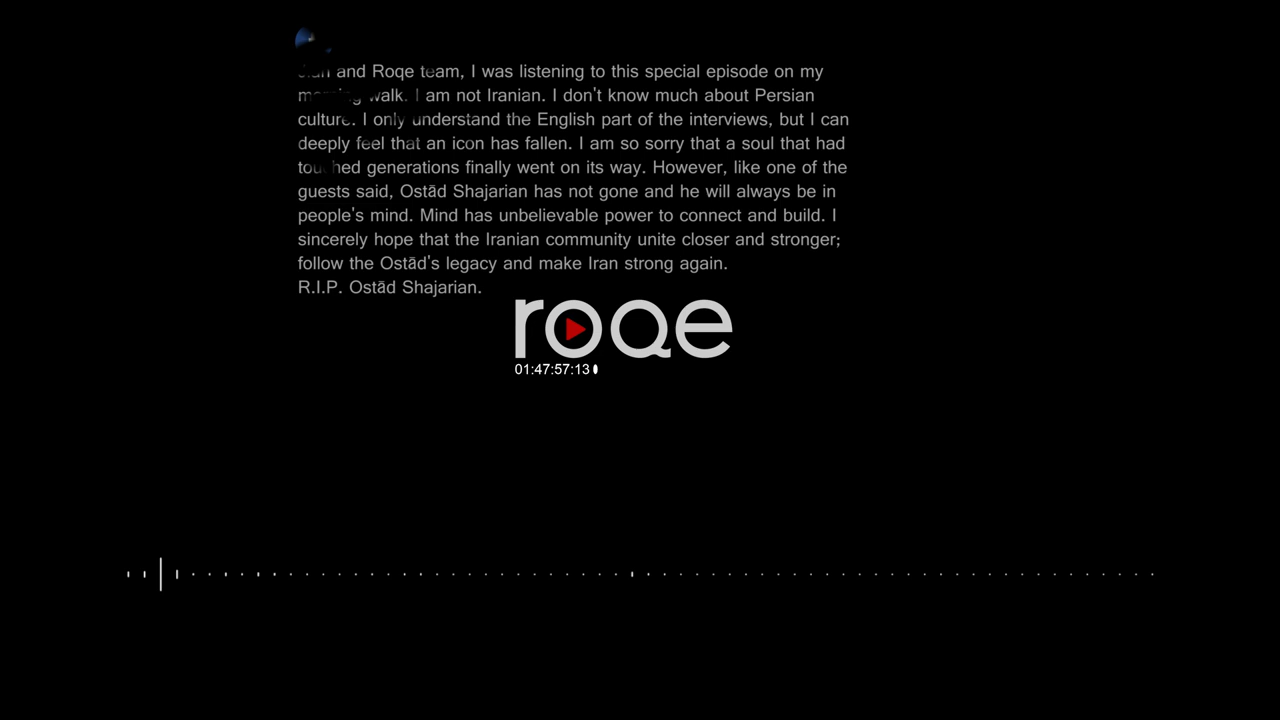 and Roqe team, I was listening to this special episode on my
morning walk. I am not Iranian. I don't know much about Persian
culture. I only understand the English part of the interviews, but I can
deeply feel that an icon has fallen. I am so sorry that a soul that had
touched generations finally went on its way. However, like one of the
guests said, Ostād Shajarian has not gone and he will always be in
people's mind. Mind has unbelievable power to connect and build. I
sincerely hope that the Iranian community unite closer and stronger;
follow the Ostād's legacy and make Iran strong again.
R.I.P. Ostād Shajarian.
roqe
01:47:57:13